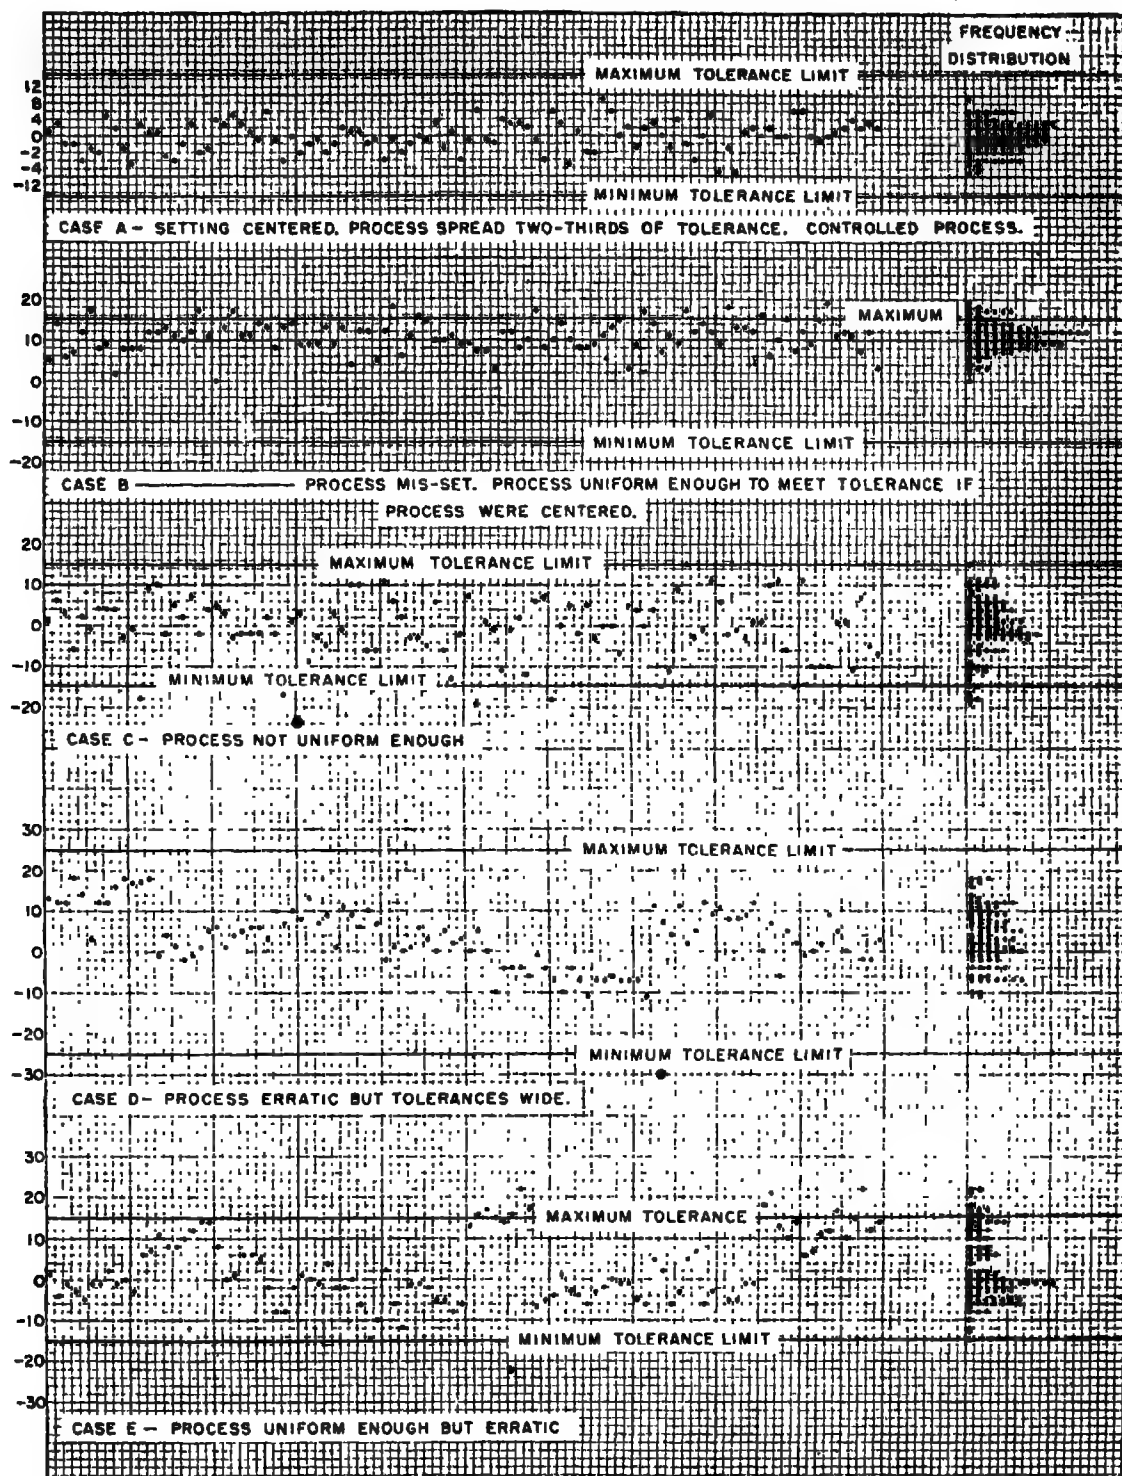 FREQUENCY
DISTRIBUTION
MAXIMUM TOLERANCE LIMIT
12
8
4
0
-2
-4
-12
MINIMUM TOLERANCE LIMIT
CASE A - SETTING CENTERED. PROCESS SPREAD TWO-THIRDS OF TOLERANCE. CONTROLLED PROCESS.
20
MAXIMUM
10
0
-10
MINIMUM TOLERANCE LIMIT
-20
CASE B — PROCESS MIS-SET. PROCESS UNIFORM ENOUGH TO MEET TOLERANCE IF
PROCESS WERE CENTERED.
20
MAXIMUM TOLERANCE LIMIT
10
0
-10
MINIMUM TOLERANCE LIMIT
-20
CASE C - PROCESS NOT UNIFORM ENOUGH
30
MAXIMUM TOLERANCE LIMIT
20
10
0
-10
-20
MINIMUM TOLERANCE LIMIT
-30
CASE D - PROCESS ERRATIC BUT TOLERANCES WIDE.
30
20
MAXIMUM TOLERANCE
10
0
-10
MINIMUM TOLERANCE LIMIT
-20
-30
CASE E - PROCESS UNIFORM ENOUGH BUT ERRATIC